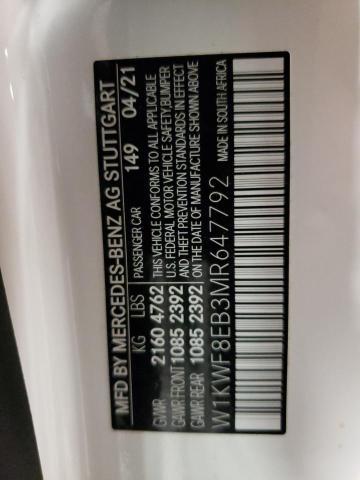 MFD BY MERCEDES-BENZ AG STUTTGART
KG LBS PASSENGER CAR 149 04/21
GVWR 2160 4762 THIS VEHICLE CONFORMS TO ALL APPLICABLE
U.S. FEDERAL MOTOR VEHICLE SAFETY,BUMPER
GAWR FRONT 1085 2392 AND THEFT PREVENTION STANDARDS IN EFFECT
GAWR REAR 1085 2392 ON THE DATE OF MANUFACTURE SHOWN ABOVE
W1KWF8EB3MR647792 MADE IN SOUTH AFRICA